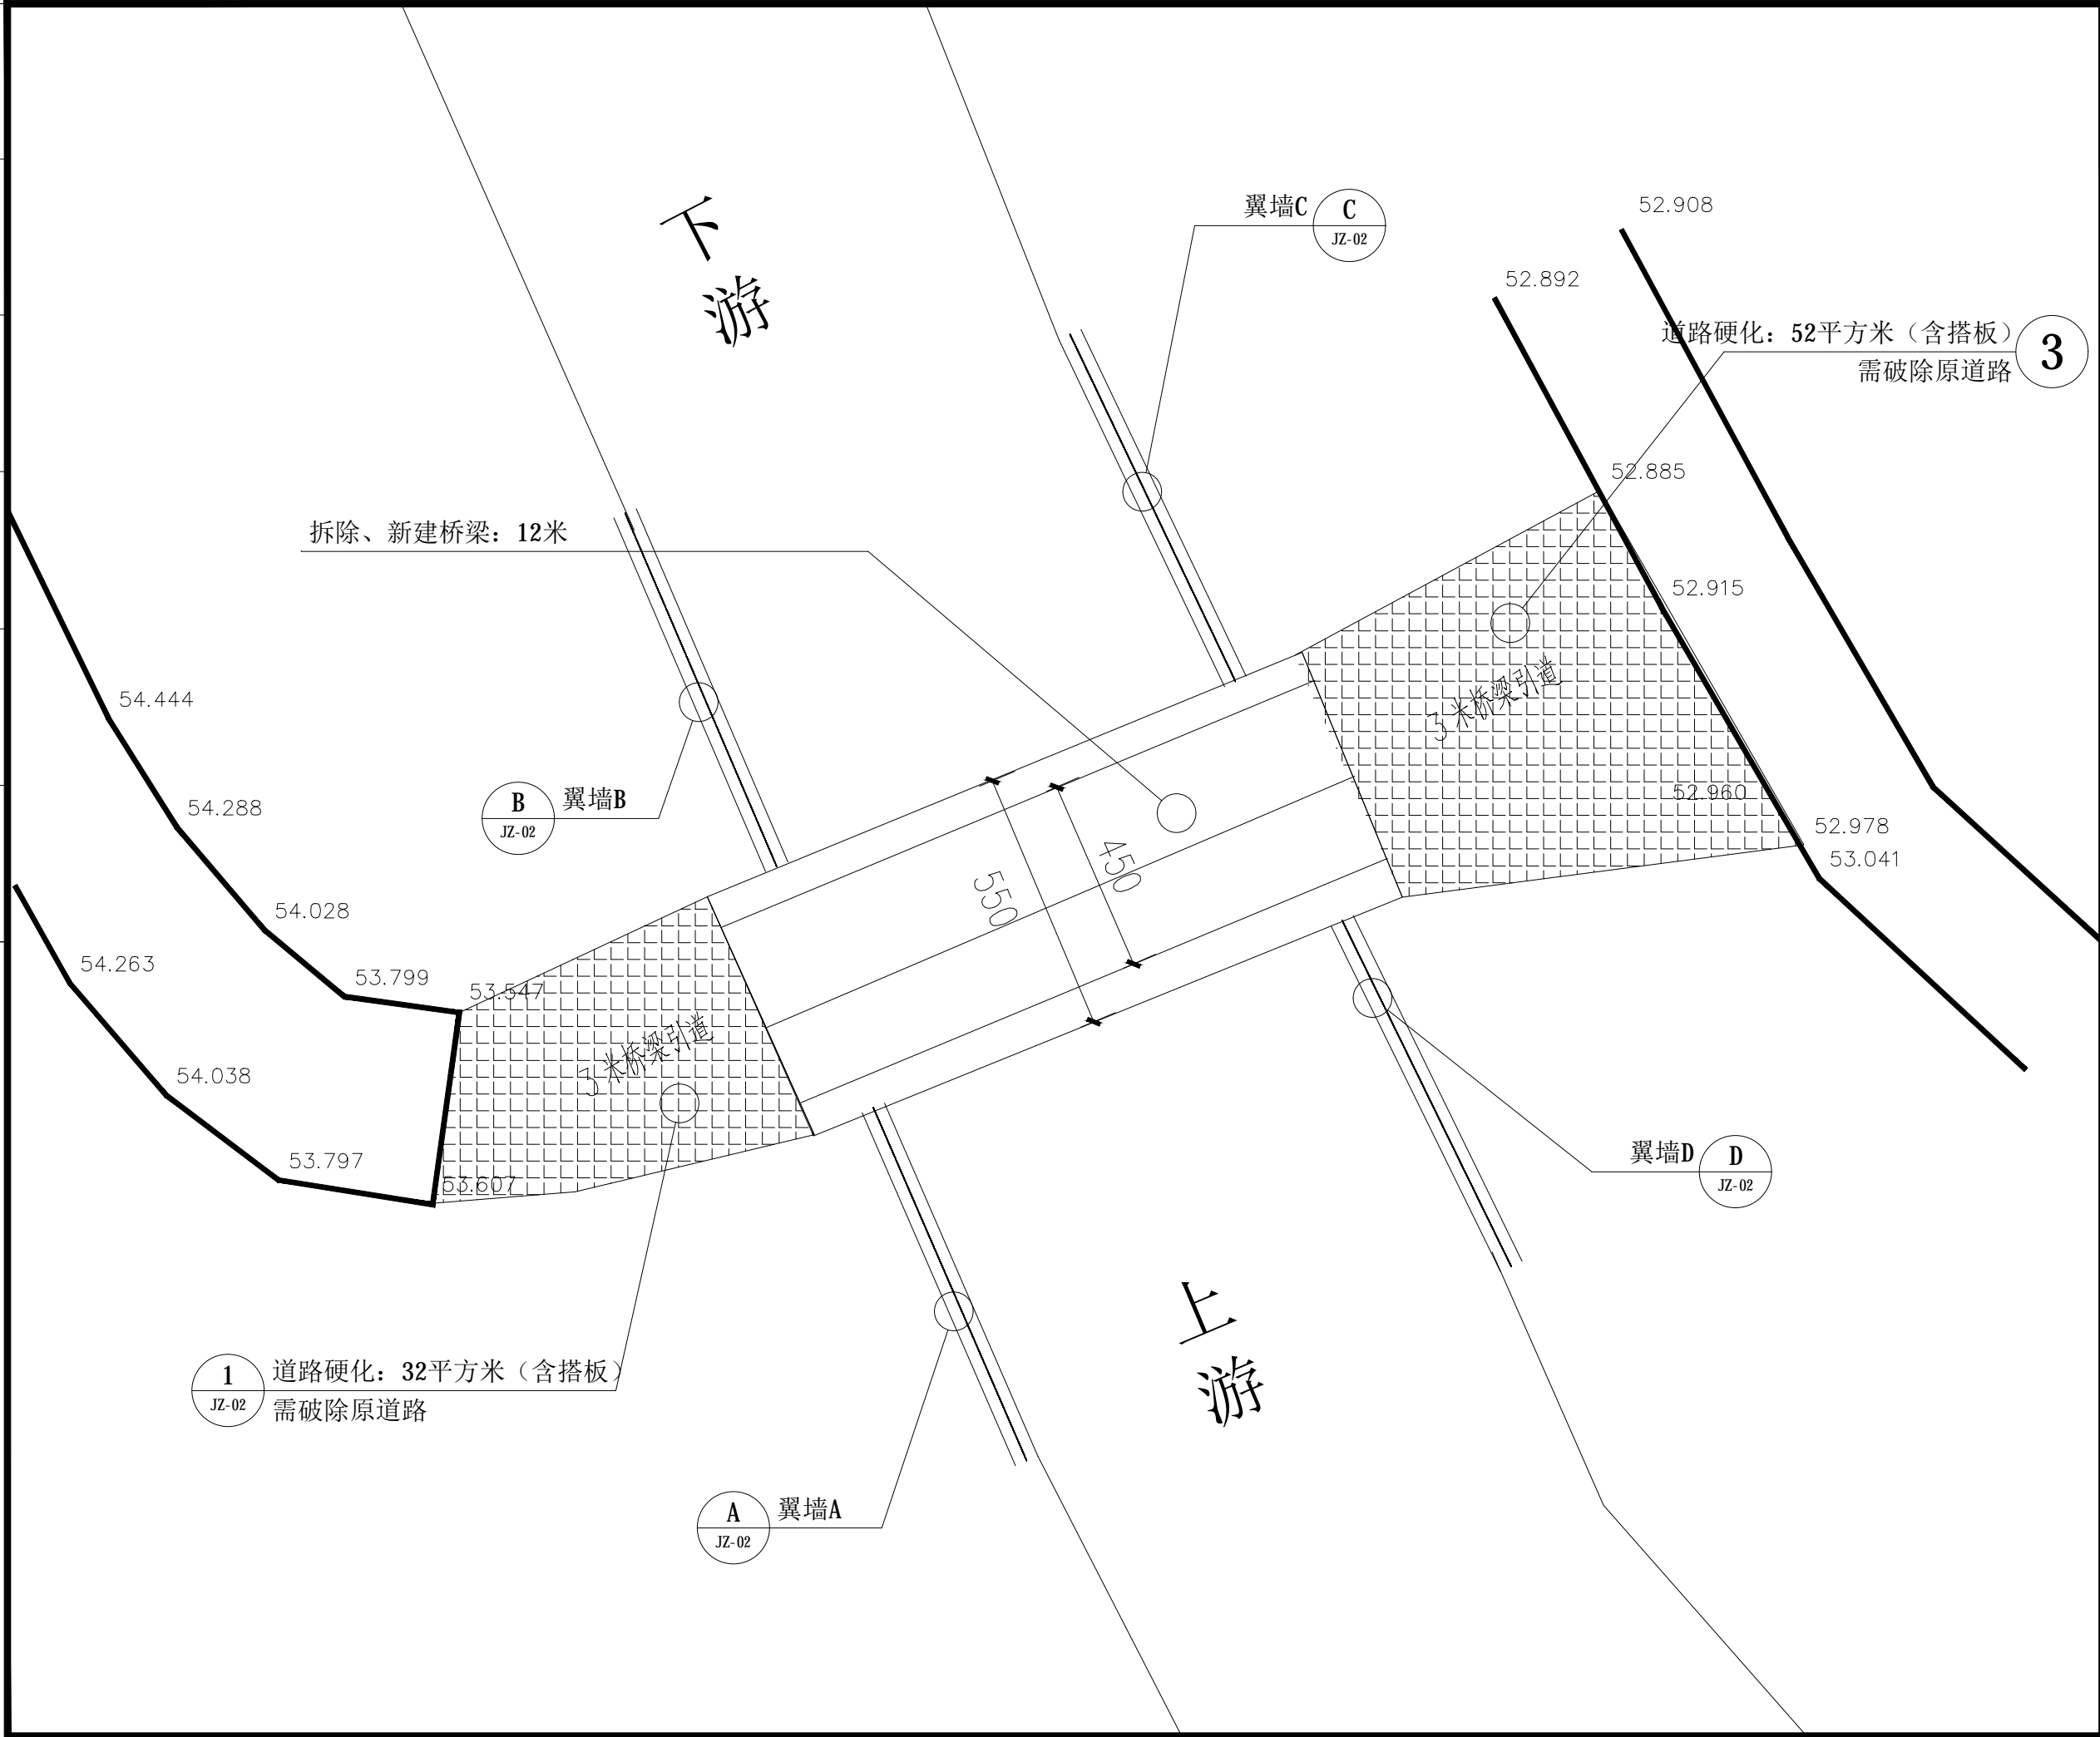 下游
翼墙C
C
JZ-02
52.908
52.892
道路硬化：52平方米（含搭板）
需破除原道路
3
52.885
拆除、新建桥梁：12米
52.915
54.444
3 米桥梁引道
54.288
B
JZ-02
翼墙B
52.960
52.978
53.041
450
550
54.028
54.263
53.799
53.547
3 米桥梁引道
54.038
53.797
53.607
翼墙D
D
JZ-02
上游
1
JZ-02
道路硬化：32平方米（含搭板）
需破除原道路
A
JZ-02
翼墙A